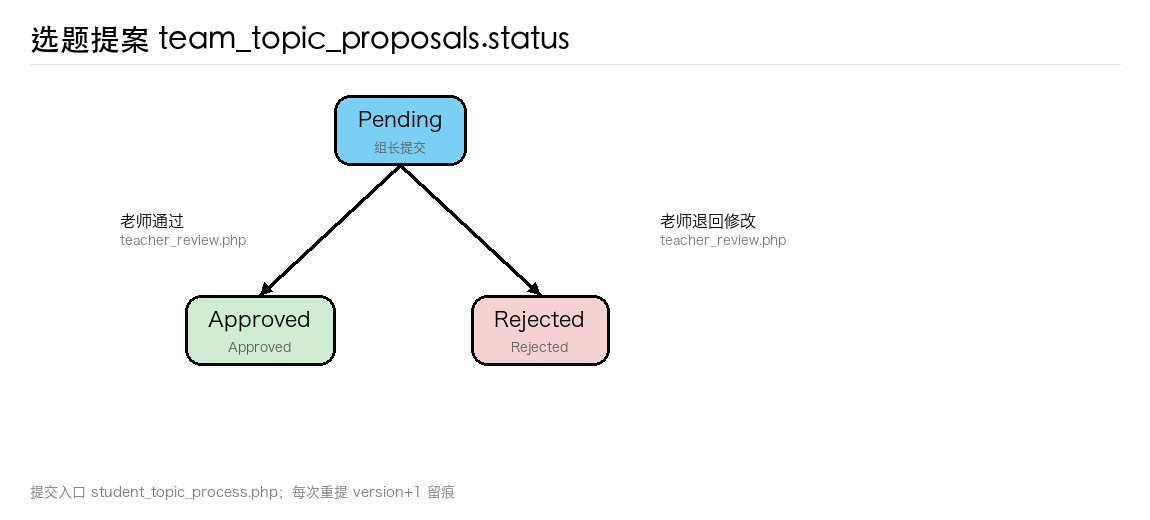 选题提案 team_topic_proposals.status
Pending
组长提交
老师通过
teacher_review.php
老师退回修改
teacher_review.php
Approved
Approved
Rejected
Rejected
提交入口 student_topic_process.php；每次重提 version+1 留痕